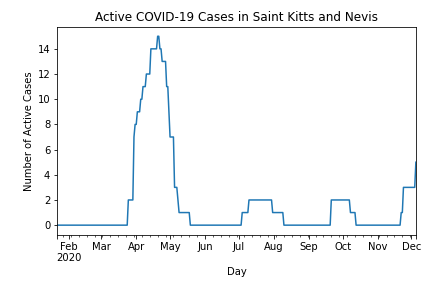 Active COVID-19 Cases in Saint Kitts and Nevis
Number of Active Cases
14
12
10
8
6
4
2
0
Feb Mar Apr May Jun Jul Aug Sep Oct Nov Dec
2020
Day